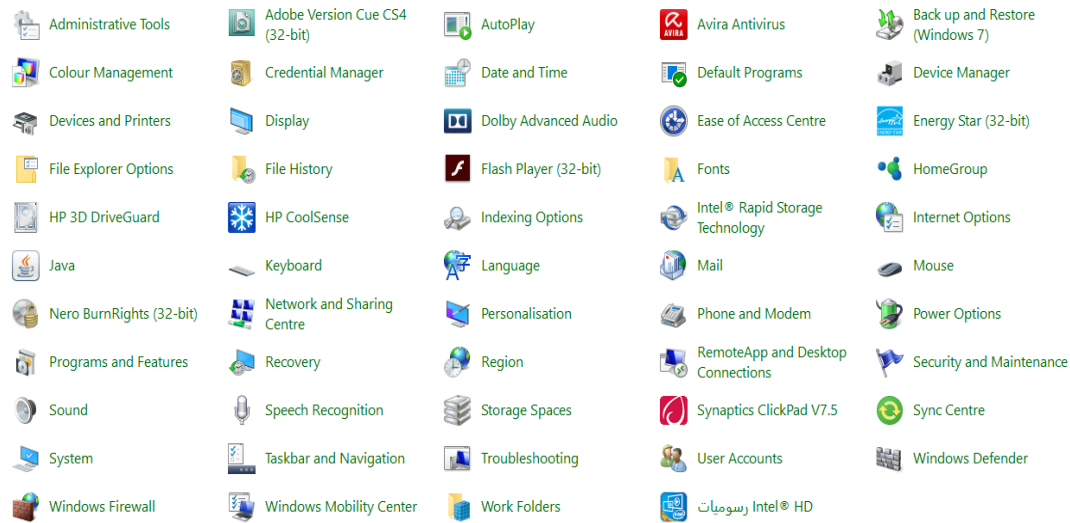 Administrative Tools
Adobe Version Cue CS4
(32-bit)
AutoPlay
Avira Antivirus
Back up and Restore
(Windows 7)
Colour Management
Credential Manager
Date and Time
Default Programs
Device Manager
Devices and Printers
Display
Dolby Advanced Audio
Ease of Access Centre
Energy Star (32-bit)
File Explorer Options
File History
Flash Player (32-bit)
Fonts
HomeGroup
HP 3D DriveGuard
HP CoolSense
Indexing Options
Intel® Rapid Storage
Technology
Internet Options
Java
Keyboard
Language
Mail
Mouse
Nero BurnRights (32-bit)
Network and Sharing
Centre
Personalisation
Phone and Modem
Power Options
Programs and Features
Recovery
Region
RemoteApp and Desktop
Connections
Security and Maintenance
Sound
Speech Recognition
Storage Spaces
Synaptics ClickPad V7.5
Sync Centre
System
Taskbar and Navigation
Troubleshooting
User Accounts
Windows Defender
Windows Firewall
Windows Mobility Center
Work Folders
رسوميات Intel® HD